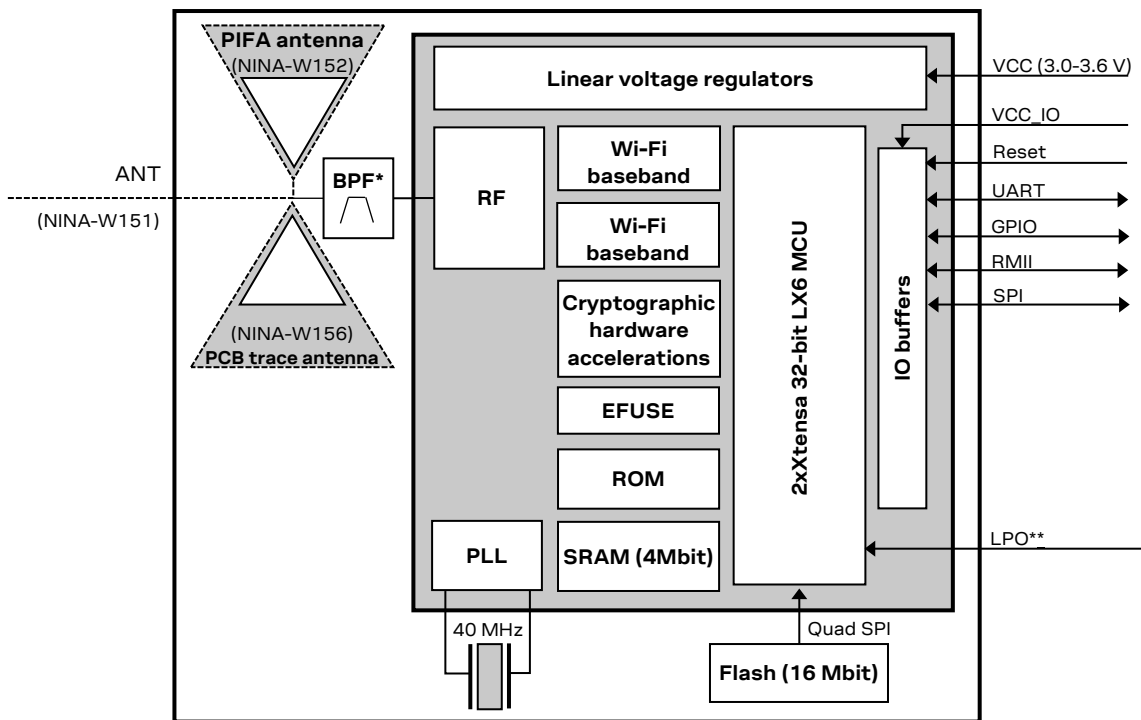 PIFA antenna
(NINA-W152)
Linear voltage regulators
VCC (3.0-3.6 V)
VCC_IO
Reset
UART
GPIO
RMII
SPI
ANT
(NINA-W151)
BPF*
RF
Wi-Fi
baseband
Wi-Fi
baseband
Cryptographic
hardware
accelerations
EFUSE
ROM
SRAM (4Mbit)
2xXtensa 32-bit LX6 MCU
IO buffers
(NINA-W156)
PCB trace antenna
PLL
LPO**
40 MHz
Quad SPI
Flash (16 Mbit)